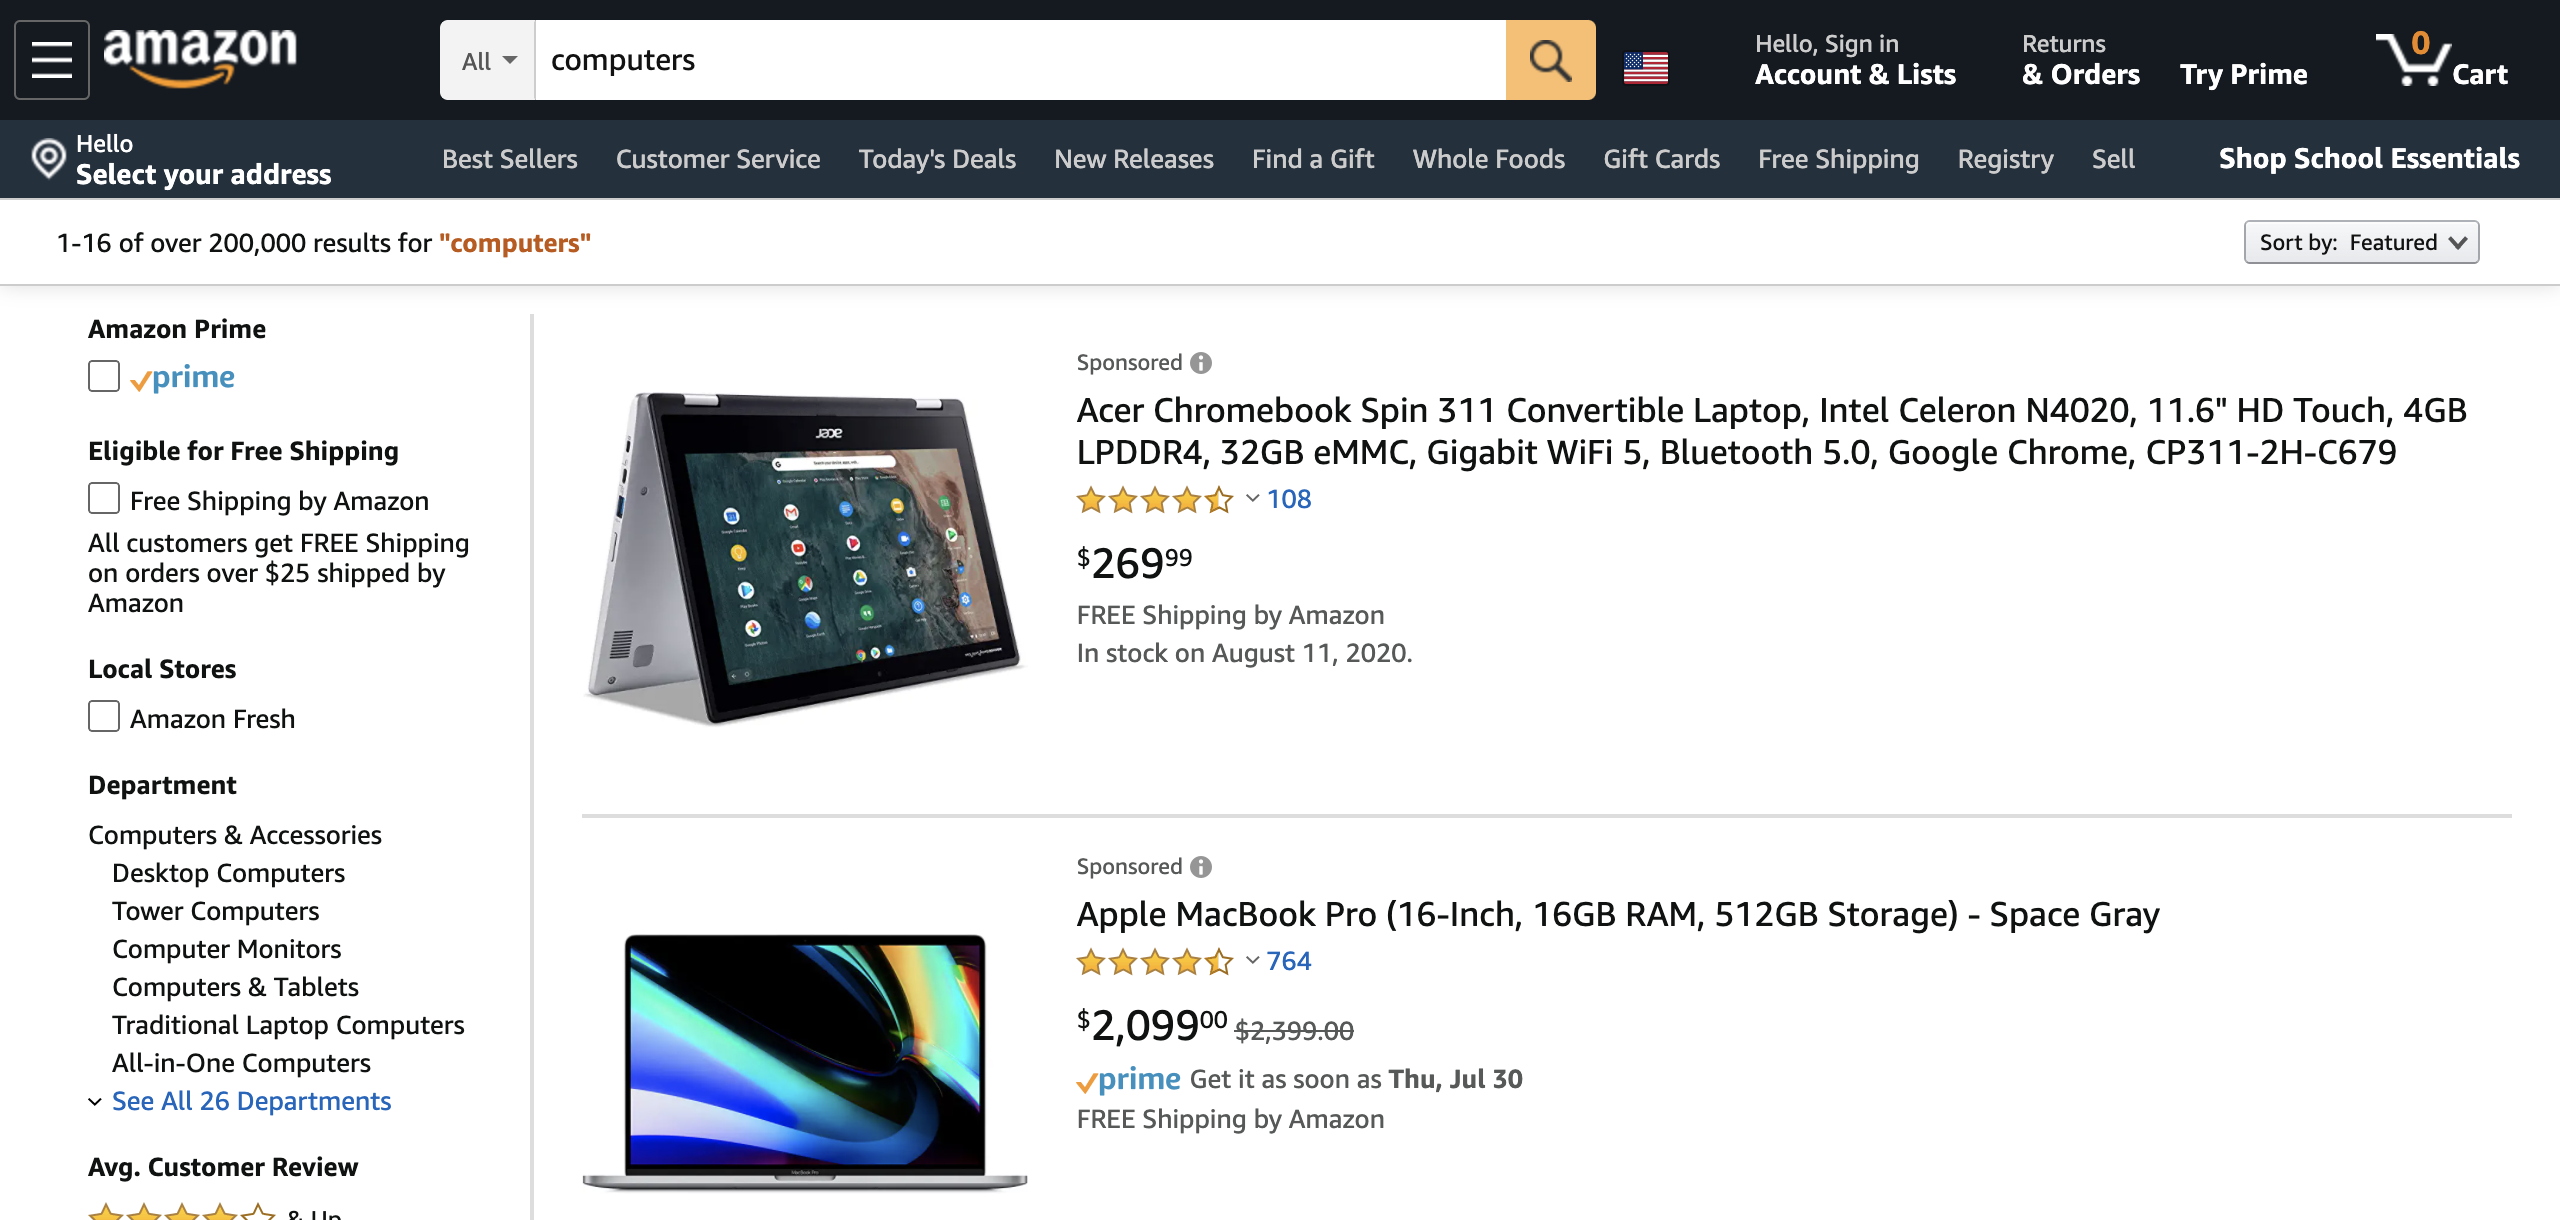 amazon
All
computers
Hello, Sign in
Account & Lists
Returns
& Orders
Try Prime
0
Cart
Hello
Select your address
Best Sellers
Customer Service
Today's Deals
New Releases
Find a Gift
Whole Foods
Gift Cards
Free Shipping
Registry
Sell
Shop School Essentials
1-16 of over 200,000 results for "computers"
Sort by: Featured
Amazon Prime
prime
Eligible for Free Shipping
Free Shipping by Amazon
All customers get FREE Shipping
on orders over $25 shipped by
Amazon
Local Stores
Amazon Fresh
Department
Computers & Accessories
Desktop Computers
Tower Computers
Computer Monitors
Computers & Tablets
Traditional Laptop Computers
All-in-One Computers
See All 26 Departments
Avg. Customer Review
& Up
acer
Sponsored
Acer Chromebook Spin 311 Convertible Laptop, Intel Celeron N4020, 11.6" HD Touch, 4GB
LPDDR4, 32GB eMMC, Gigabit WiFi 5, Bluetooth 5.0, Google Chrome, CP311-2H-C679
108
$269.99
FREE Shipping by Amazon
In stock on August 11, 2020.
MacBook Pro
Sponsored
Apple MacBook Pro (16-Inch, 16GB RAM, 512GB Storage) - Space Gray
764
$2,099.00 $2,399.00
prime Get it as soon as Thu, Jul 30
FREE Shipping by Amazon